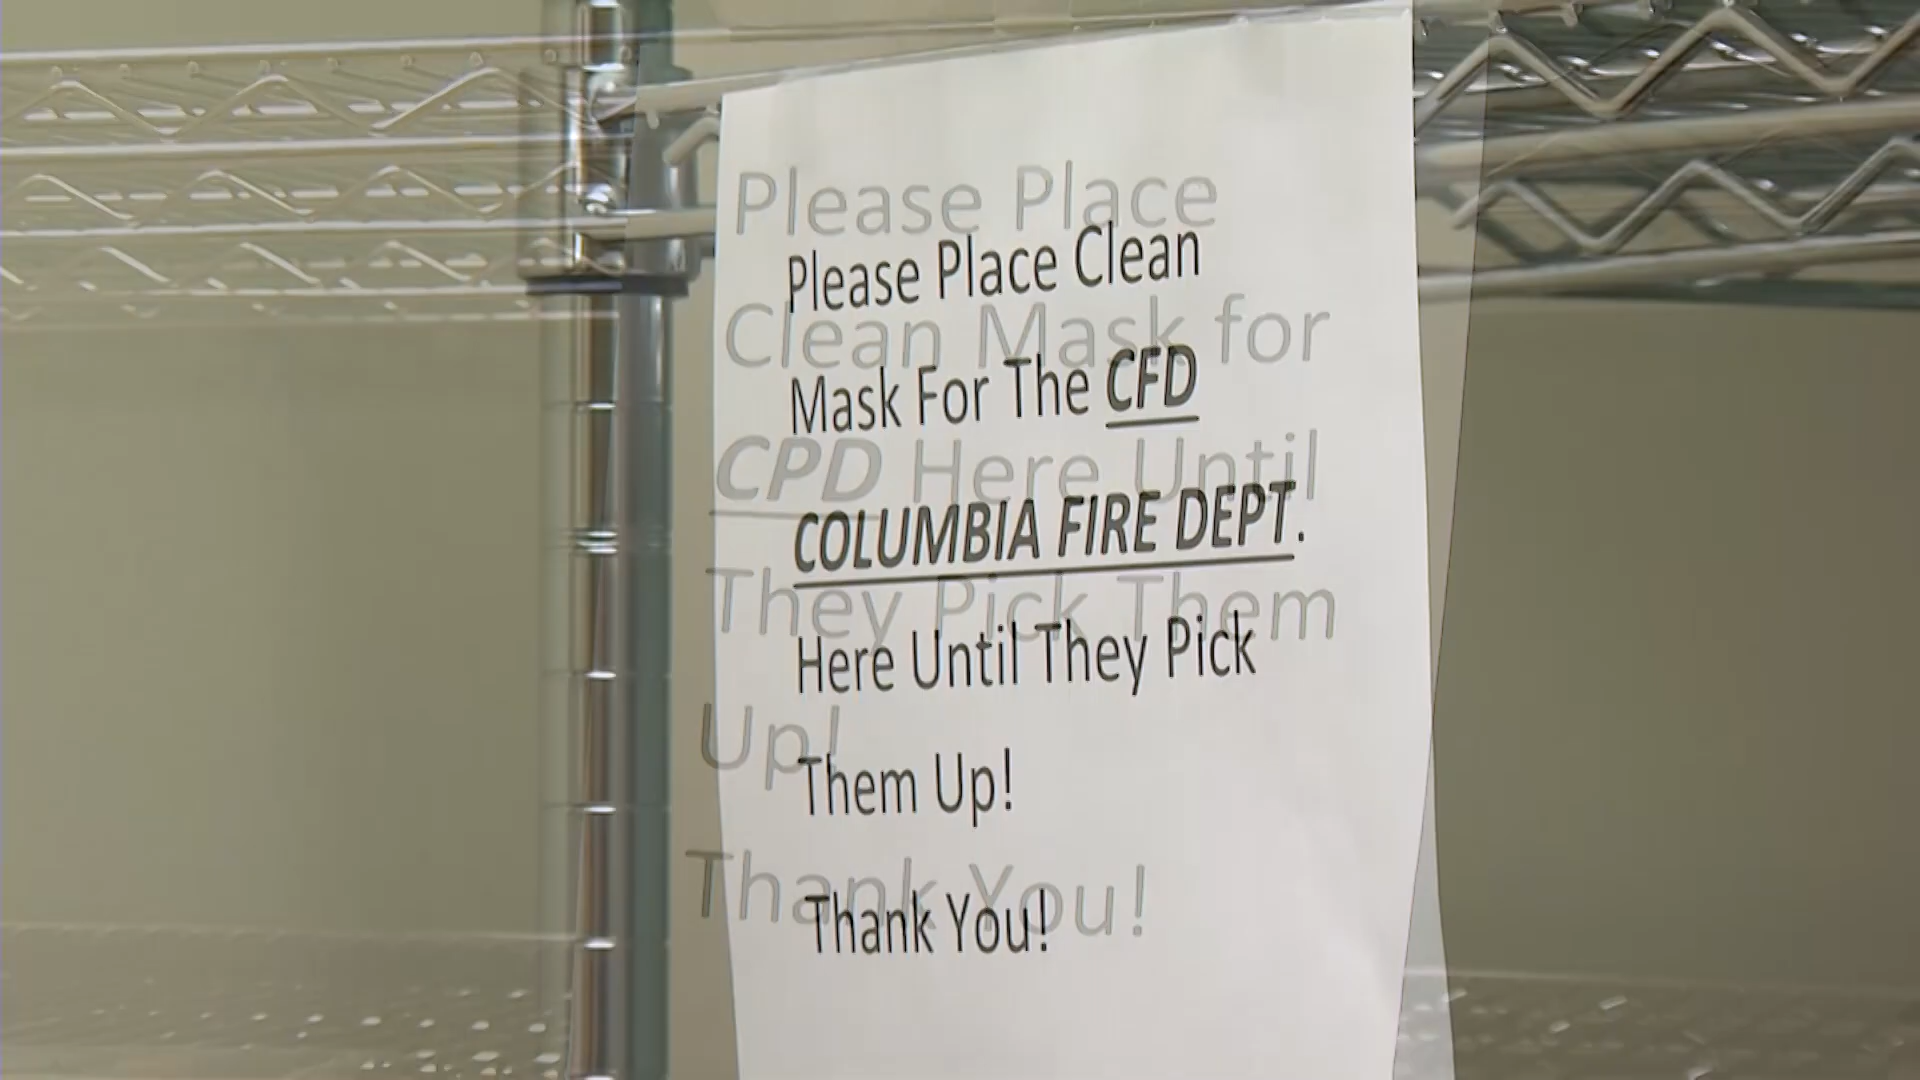 Please Place
Clean Mask for
CPD Here Until
They Pick Them
Up!
Thank You!
Please Place Clean
Mask For The CFD
COLUMBIA FIRE DEPT.
Here Until They Pick
Them Up!
Thank You!